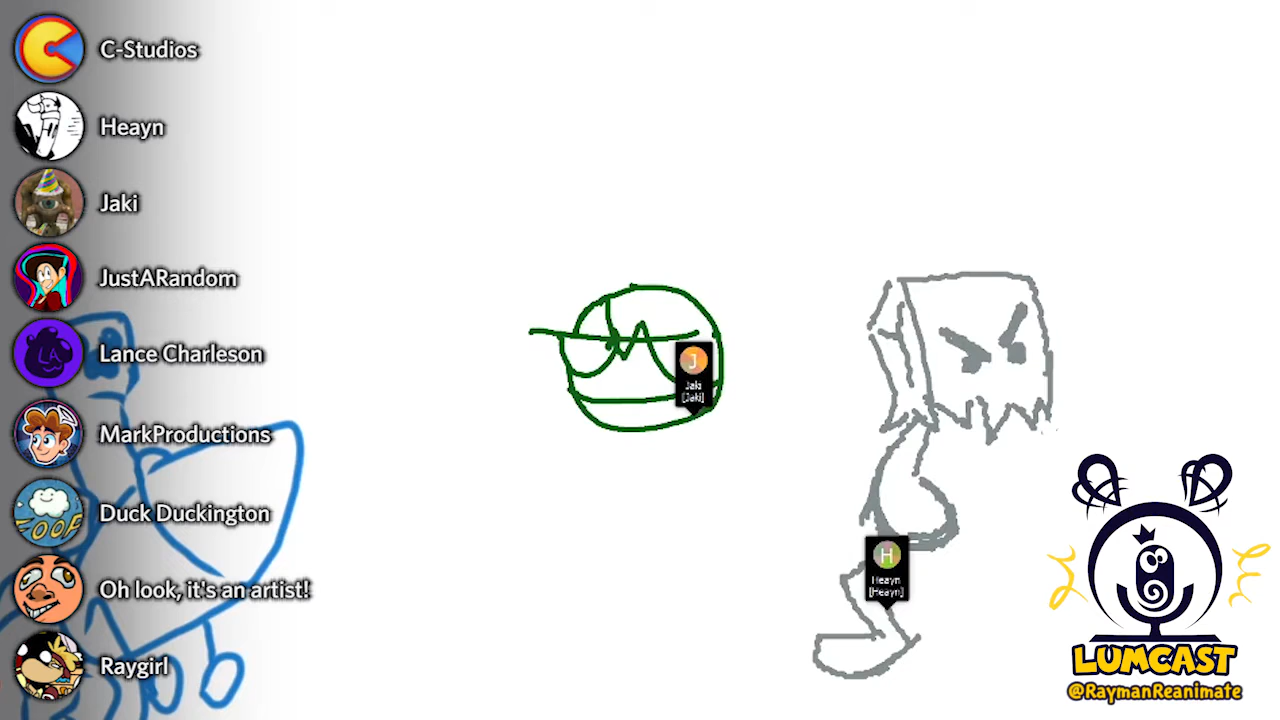 C-Studios
Heayn
Jaki
JustARandom
LA
Lance Charleson
MarkProductions
Duck Duckington
Oh look, it's an artist!
Raygirl
J
Jaki
[Jaki]
H
Heayn
[Heayn]
LUMCAST
@RaymanReanimate